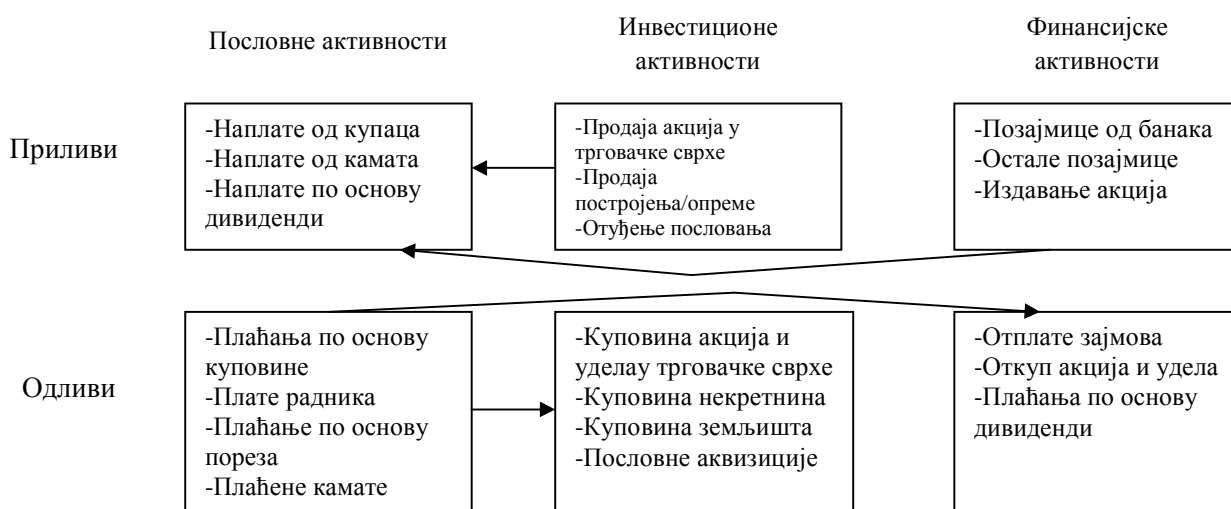 Пословне активности
Инвестиционе
активности
Финансијске
активности
Приливи
-Наплате од купаца
-Наплате од камата
-Наплате по основу
дивиденди
-Продаја акција у
трговачке сврхе
-Продаја
постројења/опреме
-Отуђење пословања
-Позајмице од банака
-Остале позајмице
-Издавање акција
Одливи
-Плаћања по основу
куповине
-Плате радника
-Плаћање по основу
пореза
-Плаћене камате
-Куповина акција и
уделау трговачке сврхе
-Куповина некретнина
-Куповина земљишта
-Пословне аквизиције
-Отплате зајмова
-Откуп акција и удела
-Плаћања по основу
дивиденди